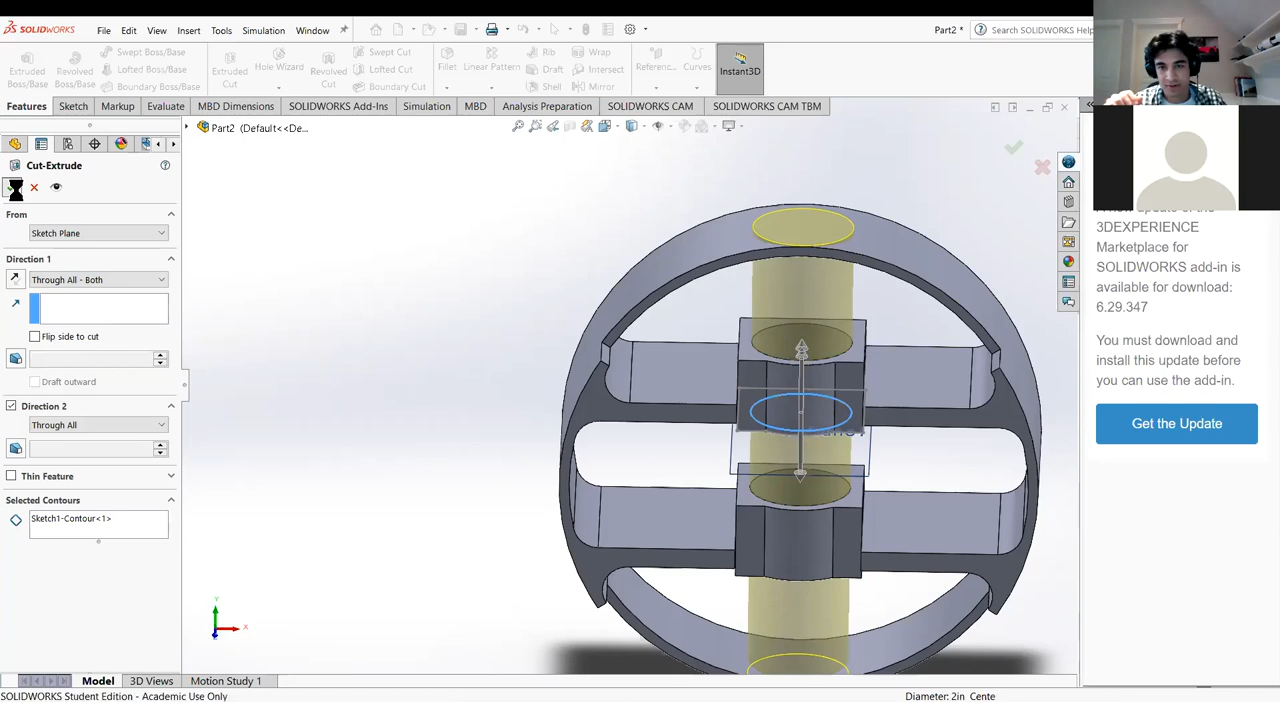 SOLIDWORKS File Edit View Insert Tools Simulation Window Part2 * Search SOLIDWORKS Help
Extruded Boss/Base Revolved Boss/Base Swept Boss/Base Lofted Boss/Base Boundary Boss/Base Extruded Cut Hole Wizard Revolved Cut Swept Cut Lofted Cut Boundary Cut Fillet Linear Pattern Rib Draft Shell Wrap Intersect Mirror Referenc... Curves Instant3D
Features Sketch Markup Evaluate MBD Dimensions SOLIDWORKS Add-Ins Simulation MBD Analysis Preparation SOLIDWORKS CAM SOLIDWORKS CAM TBM
Part2 (Default<<De...
Cut-Extrude
From
Sketch Plane
Direction 1
Through All - Both
Flip side to cut
Draft outward
Direction 2
Through All
Thin Feature
Selected Contours
Sketch1-Contour<1>
Y
X
3DEXPERIENCE
Marketplace for
SOLIDWORKS add-in is
available for download:
6.29.347
You must download and
install this update before
you can use the add-in.
Get the Update
Model 3D Views Motion Study 1
SOLIDWORKS Student Edition - Academic Use Only Diameter: 2in Cente